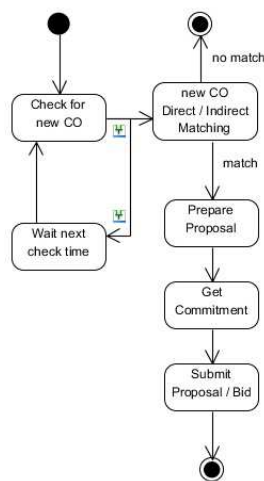 Check for
new CO
no match
new CO
Direct / Indirect
Matching
match
Wait next
check time
Prepare
Proposal
Get
Commitment
Submit
Proposal / Bid